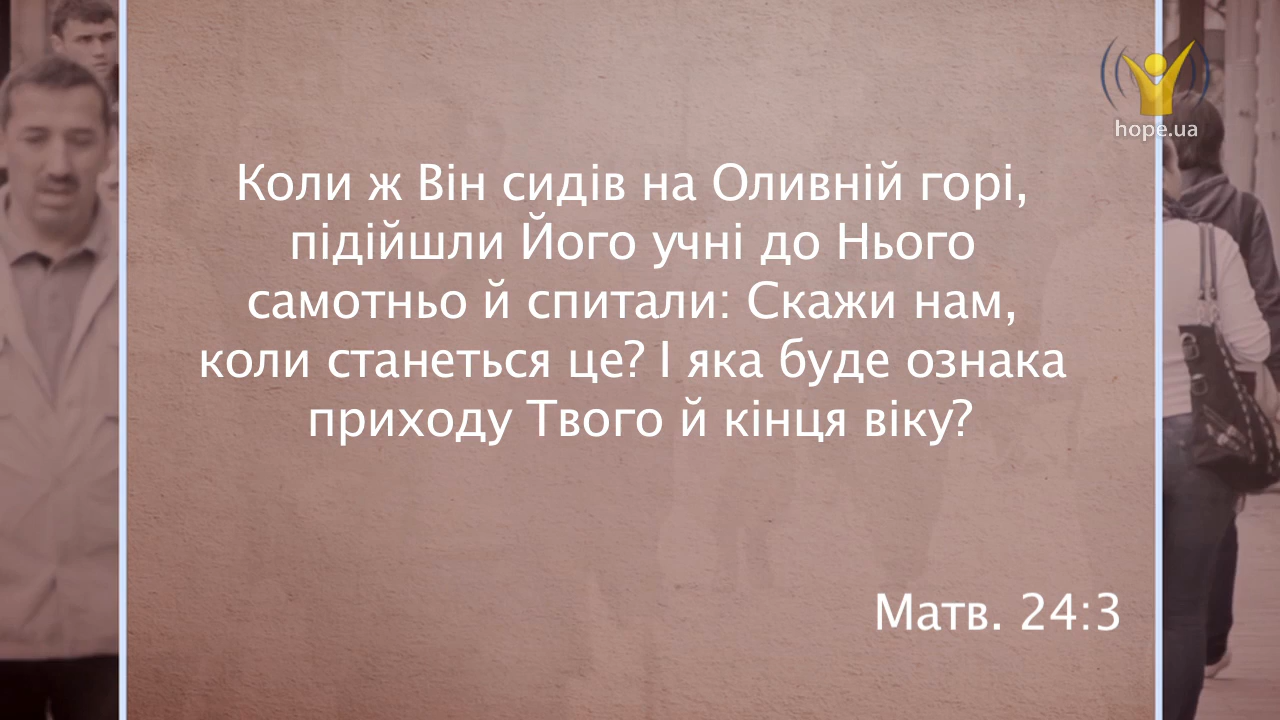 hope.ua
Коли ж Він сидів на Оливній горі,
підійшли Його учні до Нього
самотньо й спитали: Скажи нам,
коли станеться це? І яка буде ознака
приходу Твого й кінця віку?
Матв. 24:3